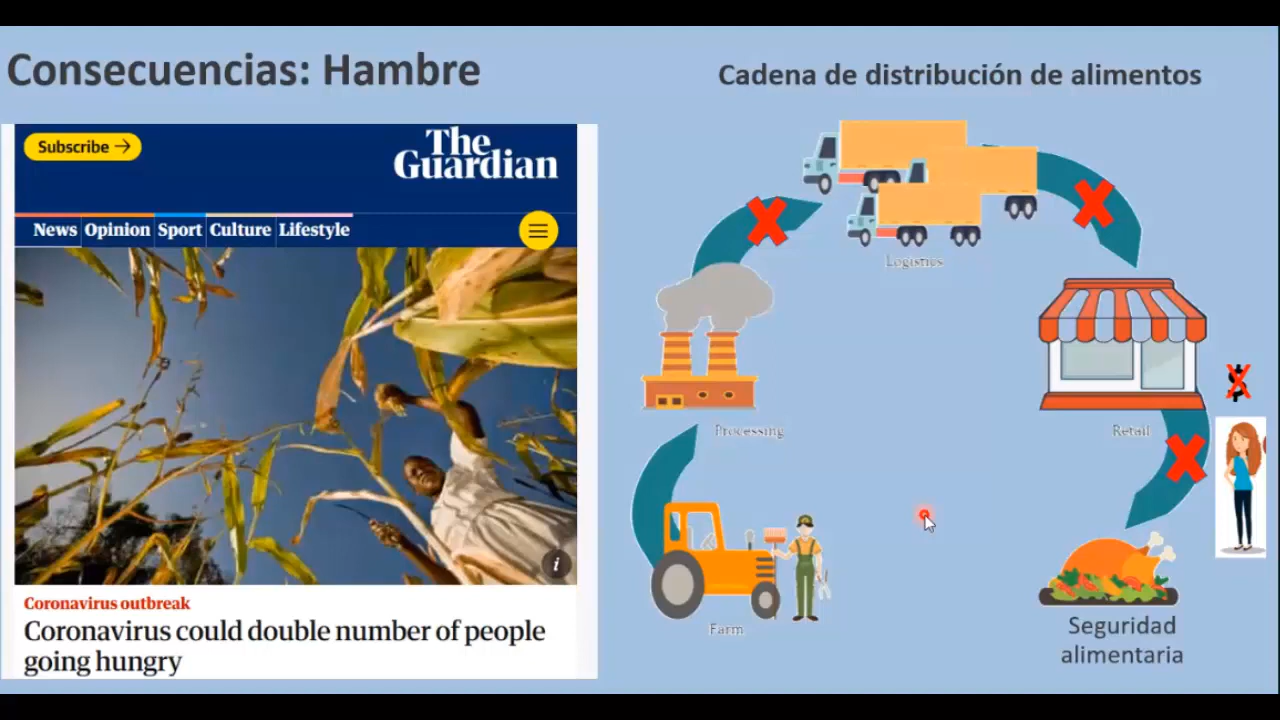 Consecuencias: Hambre
Cadena de distribución de alimentos
Subscribe →
The
Guardian
News Opinion Sport Culture Lifestyle
i
Coronavirus outbreak
Coronavirus could double number of people
going hungry
Logistics
Processing
Retail
$
Farm
Seguridad
alimentaria